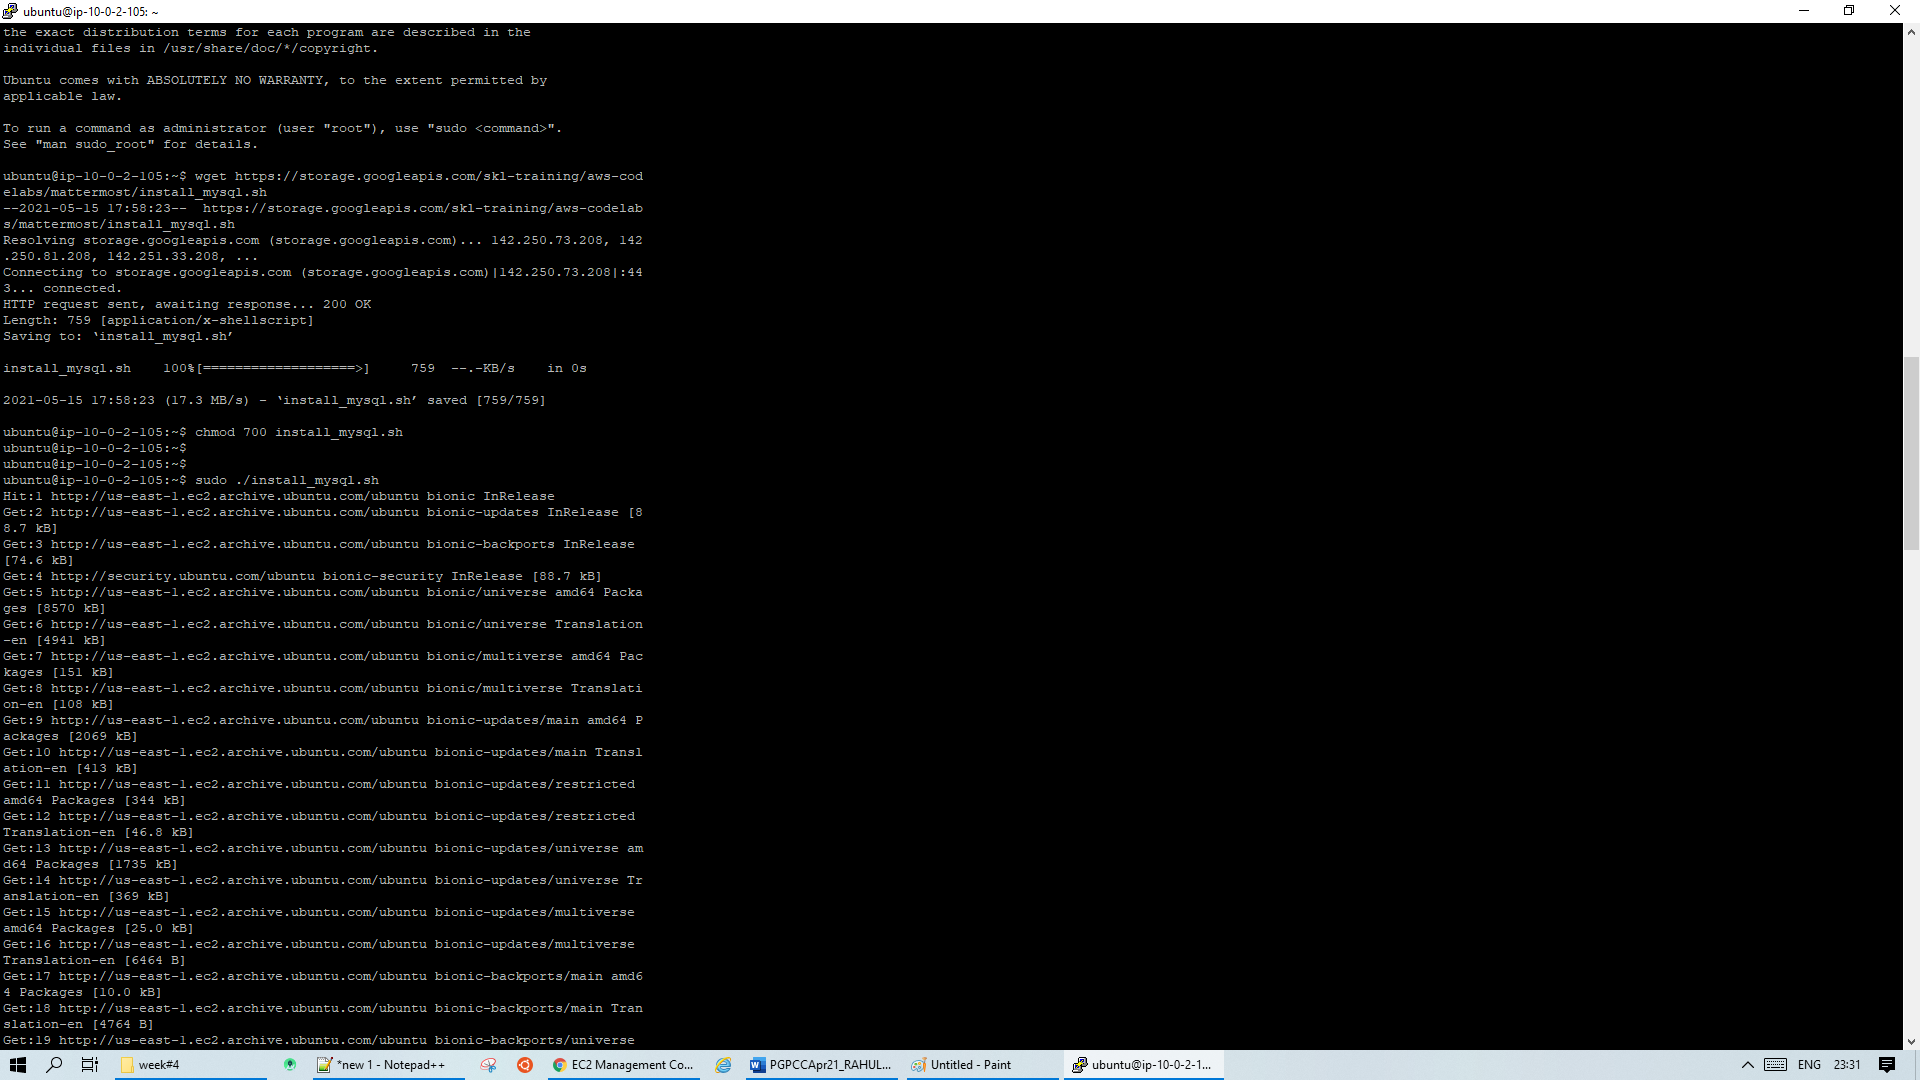 ubuntu@ip-10-0-2-105: ~
the exact distribution terms for each program are described in the
individual files in /usr/share/doc/*/copyright.
Ubuntu comes with ABSOLUTELY NO WARRANTY, to the extent permitted by
applicable law.
To run a command as administrator (user "root"), use "sudo <command>".
See "man sudo_root" for details.
ubuntu@ip-10-0-2-105:~$ wget https://storage.googleapis.com/skl-training/aws-cod
elabs/mattermost/install_mysql.sh
--2021-05-15 17:58:23--  https://storage.googleapis.com/skl-training/aws-codelab
s/mattermost/install_mysql.sh
Resolving storage.googleapis.com (storage.googleapis.com)... 142.250.73.208, 142
.250.81.208, 142.251.33.208, ...
Connecting to storage.googleapis.com (storage.googleapis.com)|142.250.73.208|:44
3... connected.
HTTP request sent, awaiting response... 200 OK
Length: 759 [application/x-shellscript]
Saving to: ‘install_mysql.sh’
install_mysql.sh    100%[===================>]     759  --.-KB/s    in 0s
2021-05-15 17:58:23 (17.3 MB/s) - ‘install_mysql.sh’ saved [759/759]
ubuntu@ip-10-0-2-105:~$ chmod 700 install_mysql.sh
ubuntu@ip-10-0-2-105:~$
ubuntu@ip-10-0-2-105:~$
ubuntu@ip-10-0-2-105:~$ sudo ./install_mysql.sh
Hit:1 http://us-east-1.ec2.archive.ubuntu.com/ubuntu bionic InRelease
Get:2 http://us-east-1.ec2.archive.ubuntu.com/ubuntu bionic-updates InRelease [8
8.7 kB]
Get:3 http://us-east-1.ec2.archive.ubuntu.com/ubuntu bionic-backports InRelease
[74.6 kB]
Get:4 http://security.ubuntu.com/ubuntu bionic-security InRelease [88.7 kB]
Get:5 http://us-east-1.ec2.archive.ubuntu.com/ubuntu bionic/universe amd64 Packa
ges [8570 kB]
Get:6 http://us-east-1.ec2.archive.ubuntu.com/ubuntu bionic/universe Translation
-en [4941 kB]
Get:7 http://us-east-1.ec2.archive.ubuntu.com/ubuntu bionic/multiverse amd64 Pac
kages [151 kB]
Get:8 http://us-east-1.ec2.archive.ubuntu.com/ubuntu bionic/multiverse Translati
on-en [108 kB]
Get:9 http://us-east-1.ec2.archive.ubuntu.com/ubuntu bionic-updates/main amd64 P
ackages [2069 kB]
Get:10 http://us-east-1.ec2.archive.ubuntu.com/ubuntu bionic-updates/main Transl
ation-en [413 kB]
Get:11 http://us-east-1.ec2.archive.ubuntu.com/ubuntu bionic-updates/restricted
amd64 Packages [344 kB]
Get:12 http://us-east-1.ec2.archive.ubuntu.com/ubuntu bionic-updates/restricted
Translation-en [46.8 kB]
Get:13 http://us-east-1.ec2.archive.ubuntu.com/ubuntu bionic-updates/universe am
d64 Packages [1735 kB]
Get:14 http://us-east-1.ec2.archive.ubuntu.com/ubuntu bionic-updates/universe Tr
anslation-en [369 kB]
Get:15 http://us-east-1.ec2.archive.ubuntu.com/ubuntu bionic-updates/multiverse
amd64 Packages [25.0 kB]
Get:16 http://us-east-1.ec2.archive.ubuntu.com/ubuntu bionic-updates/multiverse
Translation-en [6464 B]
Get:17 http://us-east-1.ec2.archive.ubuntu.com/ubuntu bionic-backports/main amd6
4 Packages [10.0 kB]
Get:18 http://us-east-1.ec2.archive.ubuntu.com/ubuntu bionic-backports/main Tran
slation-en [4764 B]
Get:19 http://us-east-1.ec2.archive.ubuntu.com/ubuntu bionic-backports/universe
week#4
*new 1 - Notepad++
EC2 Management Co...
PGPCCApr21_RAHUL...
Untitled - Paint
ubuntu@ip-10-0-2-1...
ENG
23:31